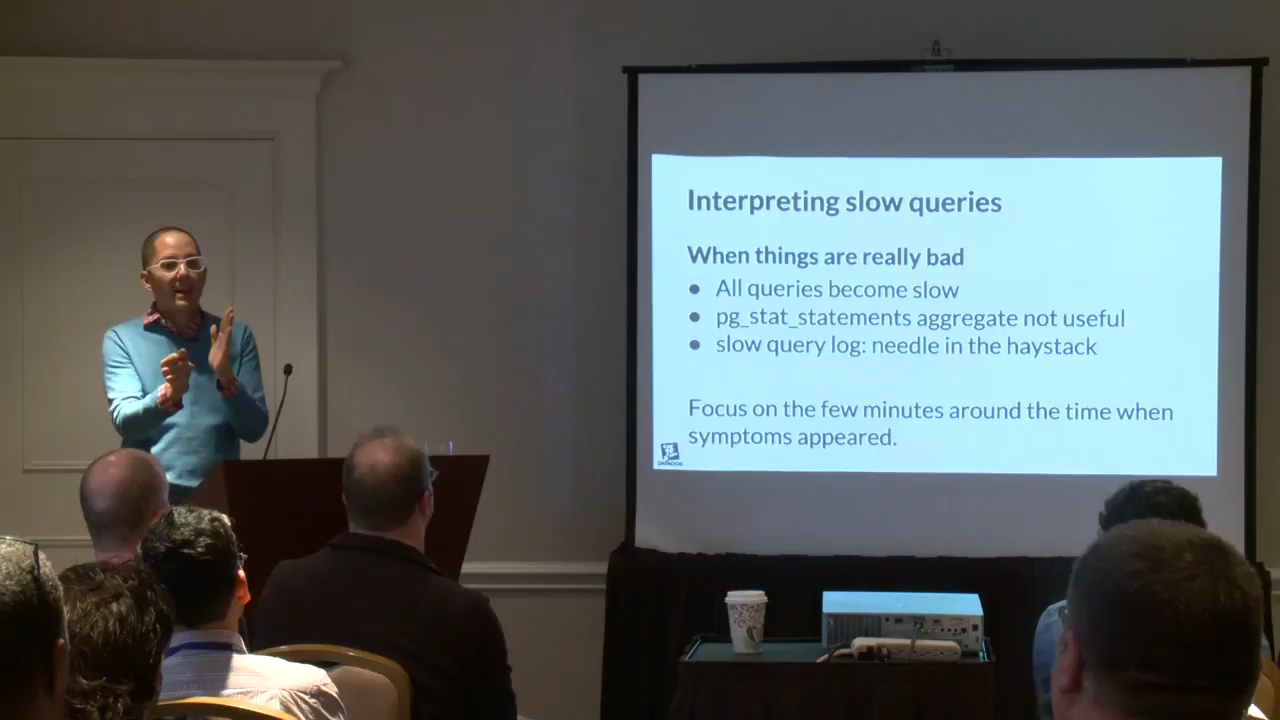 Interpreting slow queries
When things are really bad
● All queries become slow
● pg_stat_statements aggregate not useful
● slow query log: needle in the haystack
Focus on the few minutes around the time when
symptoms appeared.
DATADOG